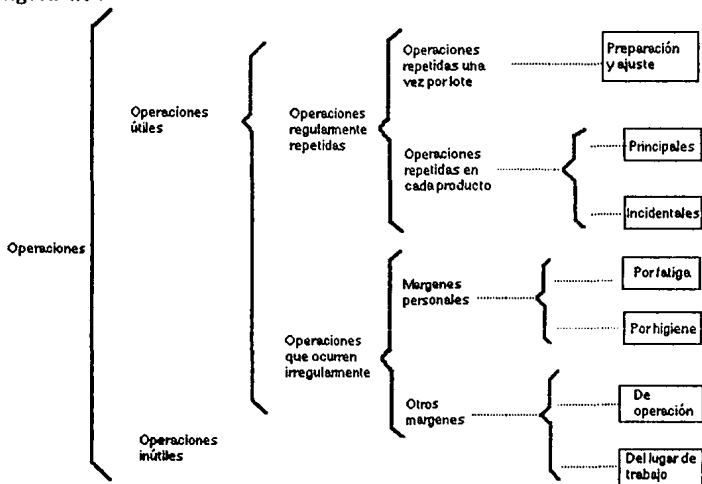 Operaciones
Operaciones
útiles
Operaciones
inútiles
Operaciones
regularmente
repetidas
Operaciones
que ocurren
irregularmente
Operaciones
repetidas una
vez por lote
Operaciones
repetidas en
cada producto
Margenes
personales
Otros
margenes
Preparación
y ajuste
Principales
Incidentales
Por fatiga
Por higiene
De
operación
Del lugar de
trabajo